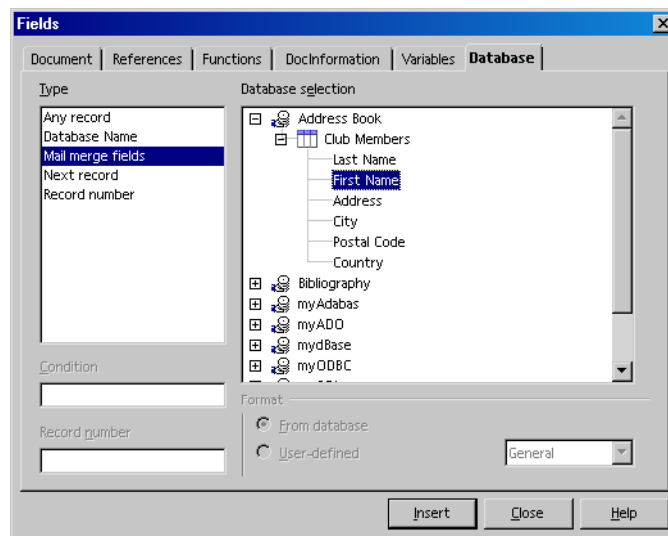 Fields
Document References Functions DocInformation Variables Database
Type
Any record
Database Name
Mail merge fields
Next record
Record number
Condition
Record number
Database selection
Address Book
Club Members
Last Name
First Name
Address
City
Postal Code
Country
Bibliography
myAdabas
myADO
mydBase
myODBC
Format
From database
User-defined
General
Insert Close Help